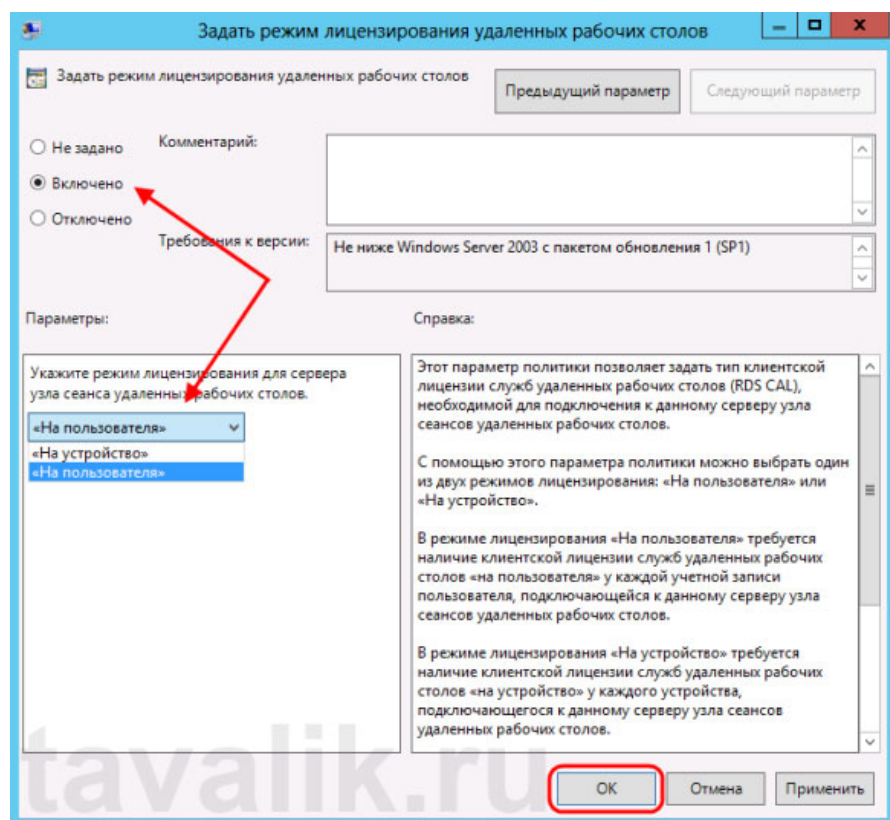 Задать режим лицензирования удаленных рабочих столов
Задать режим лицензирования удаленных рабочих столов
Предыдущий параметр
Следующий параметр
Не задано
Комментарий:
Включено
Отключено
Требования к версии:
Не ниже Windows Server 2003 с пакетом обновления 1 (SP1)
Параметры:
Справка:
Укажите режим лицензирования для сервера
узла сеанса удаленных рабочих столов.
«На пользователя»
«На устройство»
«На пользователя»
Этот параметр политики позволяет задать тип клиентской
лицензии служб удаленных рабочих столов (RDS CAL),
необходимой для подключения к данному серверу узла
сеансов удаленных рабочих столов.
С помощью этого параметра политики можно выбрать один
из двух режимов лицензирования: «На пользователя» или
«На устройство».
В режиме лицензирования «На пользователя» требуется
наличие клиентской лицензии служб удаленных рабочих
столов «на пользователя» у каждой учетной записи
пользователя, подключающейся к данному серверу узла
сеансов удаленных рабочих столов.
В режиме лицензирования «На устройство» требуется
наличие клиентской лицензии служб удаленных рабочих
столов «на устройство» у каждого устройства,
подключающегося к данному серверу узла сеансов
удаленных рабочих столов.
tavalik.ru
ОК
Отмена
Применить